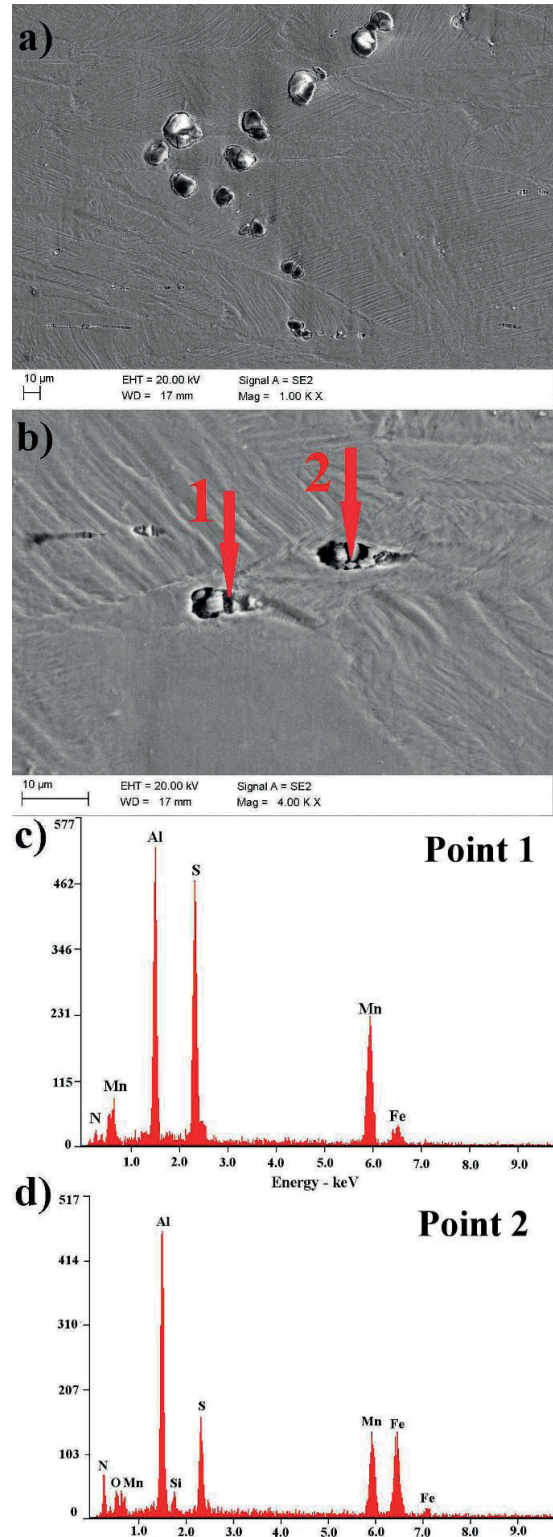 a)
10 µm EHT = 20.00 kV Signal A = SE2
WD = 17 mm Mag = 1.00 K X
b)
1
2
10 µm EHT = 20.00 kV Signal A = SE2
WD = 17 mm Mag = 4.00 K X
c)
Point 1
577
462
346
231
115
0
Al
S
Mn
Mn
N
Fe
1.0 2.0 3.0 4.0 5.0 6.0 7.0 8.0 9.0
Energy - keV
d)
Point 2
517
414
310
207
103
0
Al
S
Mn
Fe
N
O Mn
Si
Fe
1.0 2.0 3.0 4.0 5.0 6.0 7.0 8.0 9.0